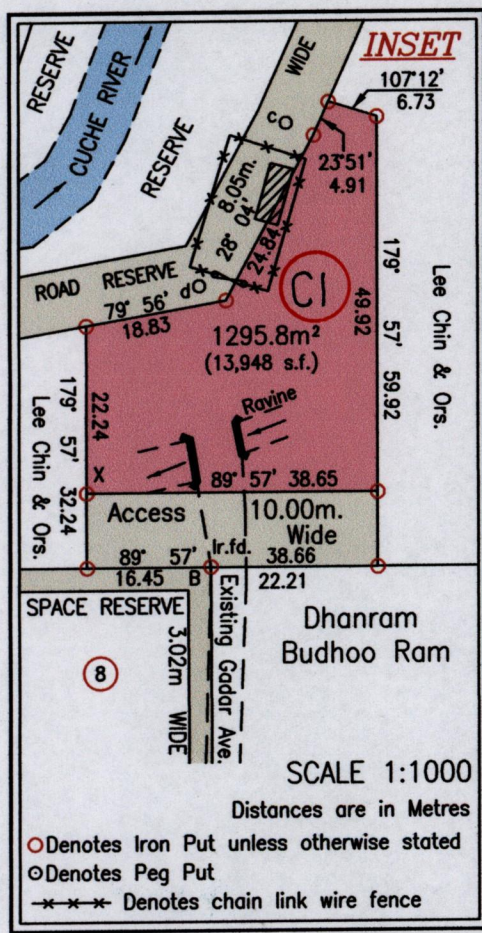 INSET
WIDE
107°12'
6.73
RESERVE
CUCHE RIVER
RESERVE
c
23°51'
4.91
8.05m.
28° 04'
24.84
C1
ROAD RESERVE
d
79° 56'
18.83
1295.8m²
(13,948 s.f.)
179° 57'
49.92
59.92
Lee Chin & Ors.
Ravine
179° 57'
22.24
32.24
Lee Chin & Ors.
X
89° 57' 38.65
Access 10.00m.
Wide
89° 57' Ir.fd. 38.66
16.45 B 22.21
SPACE RESERVE
3.02m WIDE
Existing Gadar Ave.
Dhanram
Budhoo Ram
8
SCALE 1:1000
Distances are in Metres
Denotes Iron Put unless otherwise stated
Denotes Peg Put
Denotes chain link wire fence